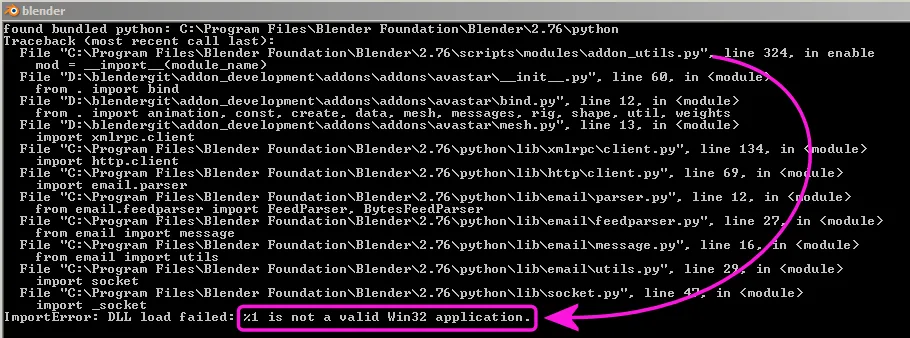 blender
found bundled python: C:\Program Files\Blender Foundation\Blender\2.76\python
Traceback (most recent call last):
  File "C:\Program Files\Blender Foundation\Blender\2.76\scripts\modules\addon_utils.py", line 324, in enable
    mod = __import__(module_name)
  File "D:\blendergit\addon_development\addons\addons\avastar\__init__.py", line 60, in <module>
    from . import bind
  File "D:\blendergit\addon_development\addons\addons\avastar\bind.py", line 12, in <module>
    from . import animation, const, create, data, mesh, messages, rig, shape, util, weights
  File "D:\blendergit\addon_development\addons\addons\avastar\mesh.py", line 13, in <module>
    import xmlrpc.client
  File "C:\Program Files\Blender Foundation\Blender\2.76\python\lib\xmlrpc\client.py", line 134, in <module>
    import http.client
  File "C:\Program Files\Blender Foundation\Blender\2.76\python\lib\http\client.py", line 69, in <module>
    import email.parser
  File "C:\Program Files\Blender Foundation\Blender\2.76\python\lib\email\parser.py", line 12, in <module>
    from email.feedparser import FeedParser, BytesFeedParser
  File "C:\Program Files\Blender Foundation\Blender\2.76\python\lib\email\feedparser.py", line 27, in <module>
    from email import message
  File "C:\Program Files\Blender Foundation\Blender\2.76\python\lib\email\message.py", line 16, in <module>
    from email import utils
  File "C:\Program Files\Blender Foundation\Blender\2.76\python\lib\email\utils.py", line 29, in <module>
    import socket
  File "C:\Program Files\Blender Foundation\Blender\2.76\python\lib\socket.py", line 47, in <module>
    import _socket
ImportError: DLL load failed: %1 is not a valid Win32 application.